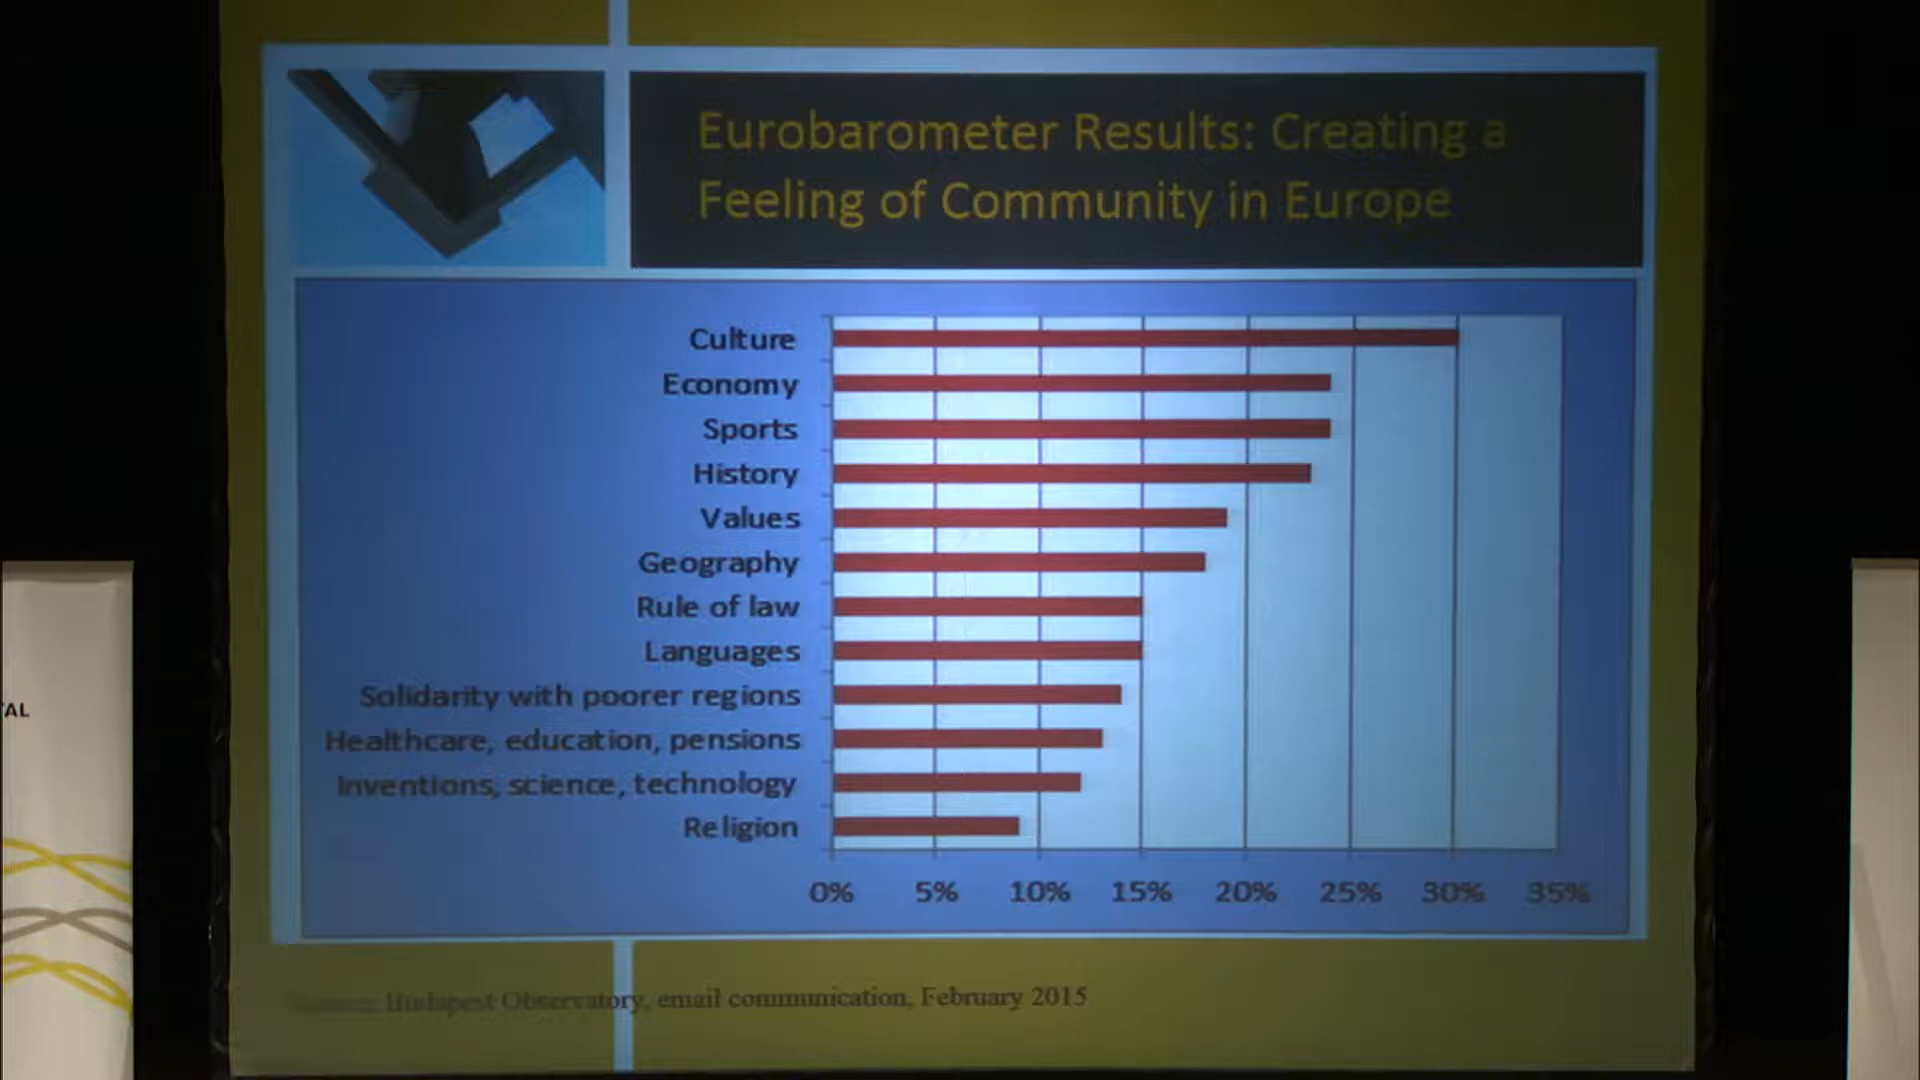 Eurobarometer Results: Creating a
Feeling of Community in Europe
Culture
Economy
Sports
History
Values
Geography
Rule of law
Languages
Solidarity with poorer regions
Healthcare, education, pensions
Inventions, science, technology
Religion
0% 5% 10% 15% 20% 25% 30% 35%
Budapest Observatory, email communication, February 2015
AL